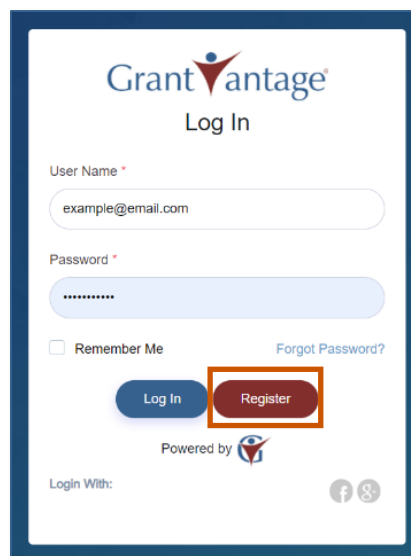 GrantVantage®
Log In
User Name *
example@email.com
Password *
•••••••••••
Remember Me Forgot Password?
Log In Register
Powered by
Login With: